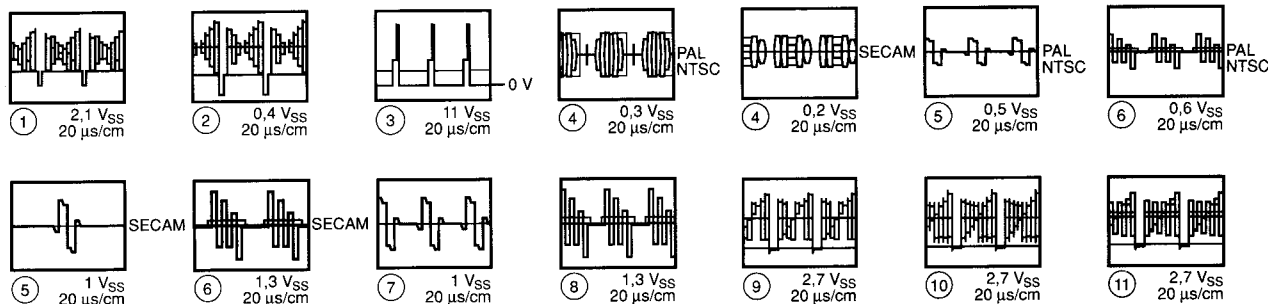 ① 2,1 VSS
20 µs/cm
② 0,4 VSS
20 µs/cm
0 V
③ 11 VSS
20 µs/cm
PAL
NTSC
④ 0,3 VSS
20 µs/cm
SECAM
④ 0,2 VSS
20 µs/cm
PAL
NTSC
⑤ 0,5 VSS
20 µs/cm
PAL
NTSC
⑥ 0,6 VSS
20 µs/cm
SECAM
⑤ 1 VSS
20 µs/cm
SECAM
⑥ 1,3 VSS
20 µs/cm
⑦ 1 VSS
20 µs/cm
⑧ 1,3 VSS
20 µs/cm
⑨ 2,7 VSS
20 µs/cm
⑩ 2,7 VSS
20 µs/cm
⑪ 2,7 VSS
20 µs/cm